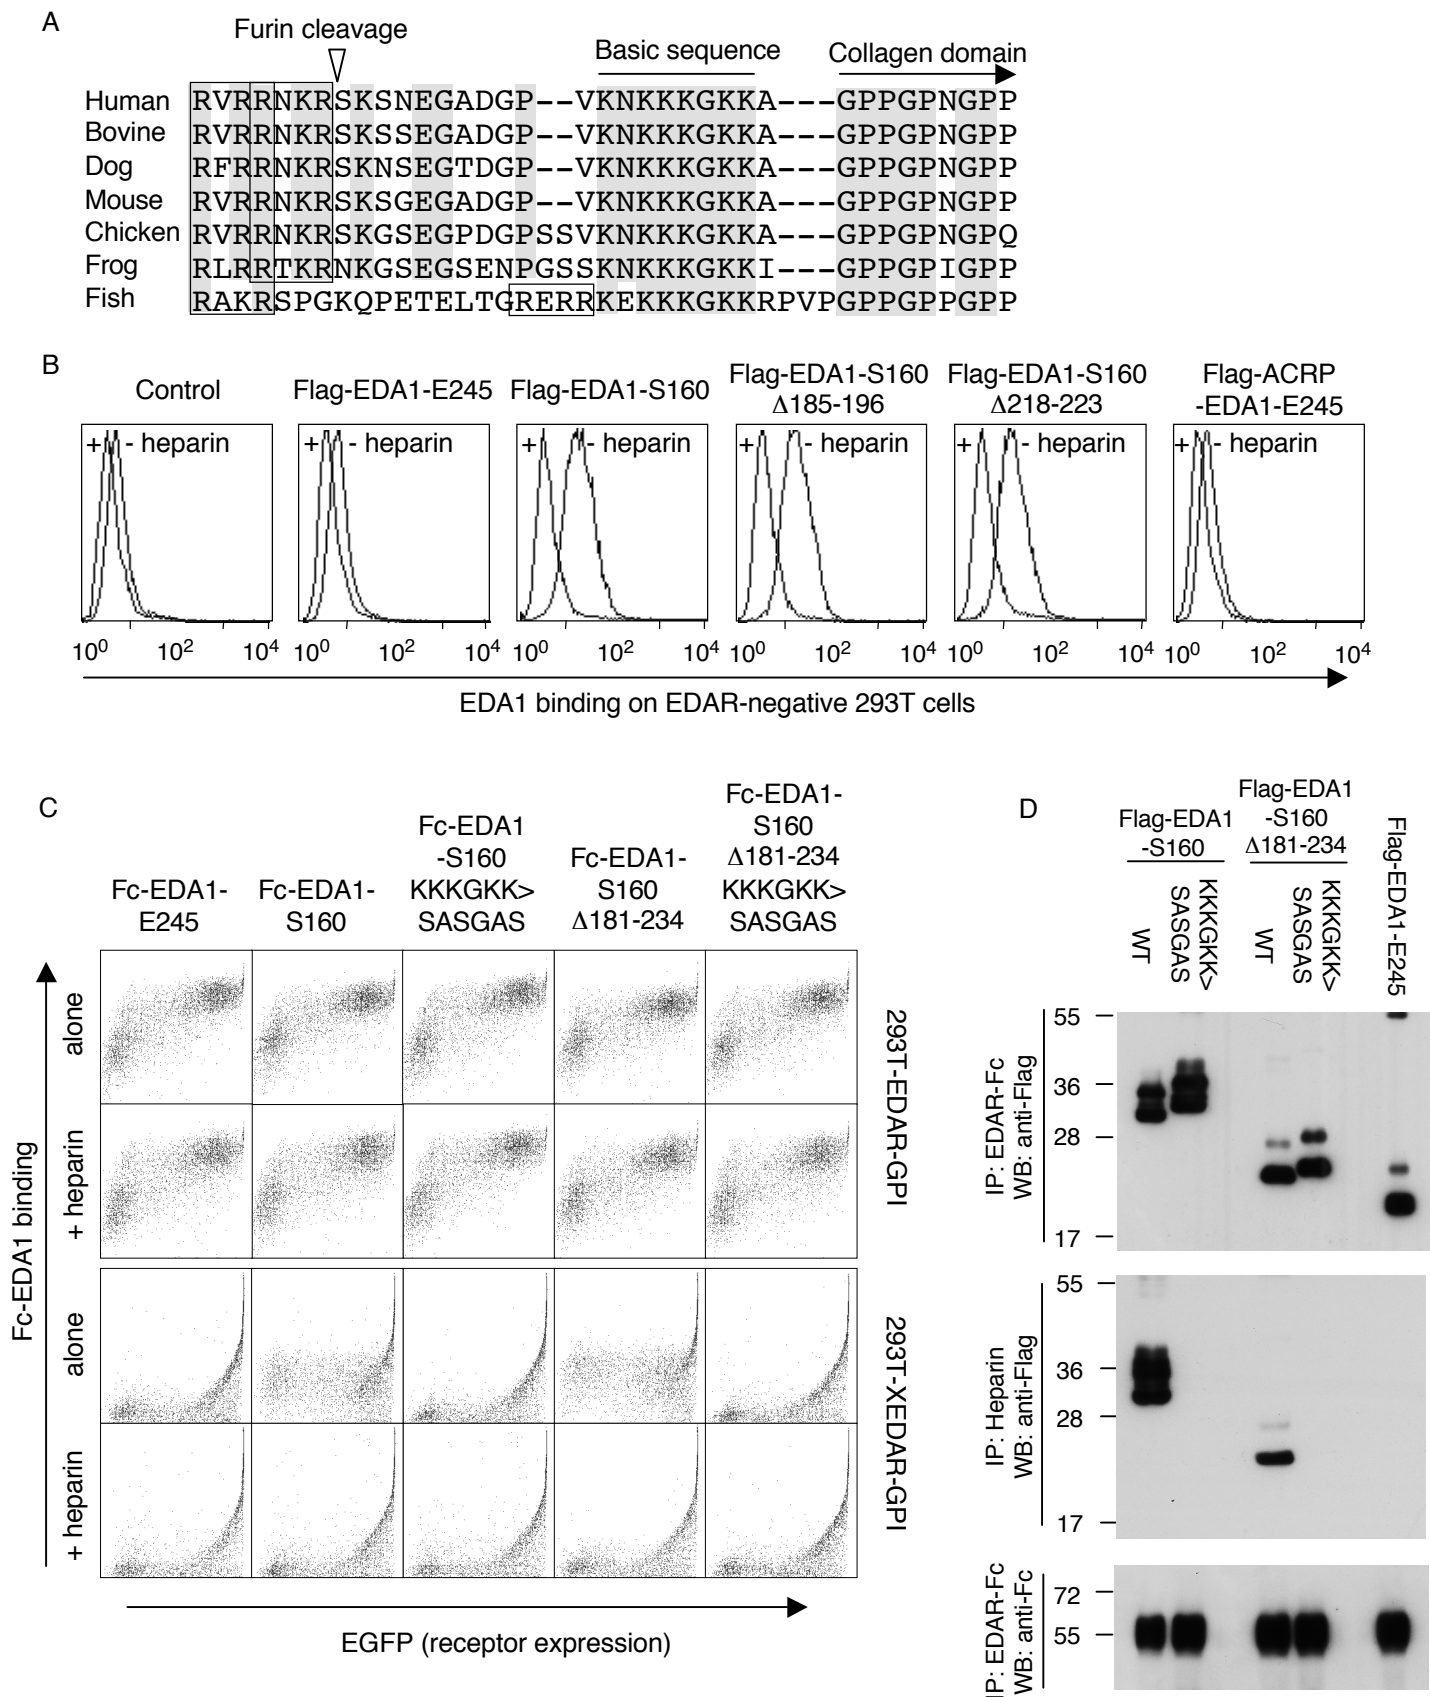 A
Furin cleavage
Basic sequence
Collagen domain
Human RVRRNKRSKSNEGADGP--VKNKKKGKKA---GPPGPNGPP
Bovine RVRRNKRSKSSEGADGP--VKNKKKGKKA---GPPGPNGPP
Dog RFRRNKRSKNSEGTDGP--VKNKKKGKKA---GPPGPNGPP
Mouse RVRRNKRSKSGEGADGP--VKNKKKGKKA---GPPGPNGPP
Chicken RVRRNKRSKGSEGPDGPSSVKNKKKGKKA---GPPGPNGPQ
Frog RLRRTKRNKGSEGSENPGSSKNKKKGKKI---GPPGPIGPP
Fish RAKRSPGKQPETELTGRERRKEKKKGKKRPVPGPPGPPGPP
B
Control
Flag-EDA1-E245
Flag-EDA1-S160
Flag-EDA1-S160
Δ185-196
Flag-EDA1-S160
Δ218-223
Flag-ACRP
-EDA1-E245
+ - heparin
+ - heparin
+ - heparin
+ - heparin
+ - heparin
+ - heparin
10⁰ 10² 10⁴
10⁰ 10² 10⁴
10⁰ 10² 10⁴
10⁰ 10² 10⁴
10⁰ 10² 10⁴
10⁰ 10² 10⁴
EDA1 binding on EDAR-negative 293T cells
C
Fc-EDA1-
E245
Fc-EDA1-
S160
Fc-EDA1
-S160
KKKGKK>
SASGAS
Fc-EDA1-
S160
Δ181-234
Fc-EDA1-
S160
Δ181-234
KKKGKK>
SASGAS
Fc-EDA1 binding
alone
+ heparin
alone
+ heparin
293T-EDAR-GPI
293T-XEDAR-GPI
EGFP (receptor expression)
D
Flag-EDA1
-S160
Flag-EDA1
-S160
Δ181-234
WT
KKKGKK>
SASGAS
WT
KKKGKK>
SASGAS
Flag-EDA1-E245
IP: EDAR-Fc
WB: anti-Flag
55
36
28
17
IP: Heparin
WB: anti-Flag
55
36
28
17
IP: EDAR-Fc
WB: anti-Fc
72
55